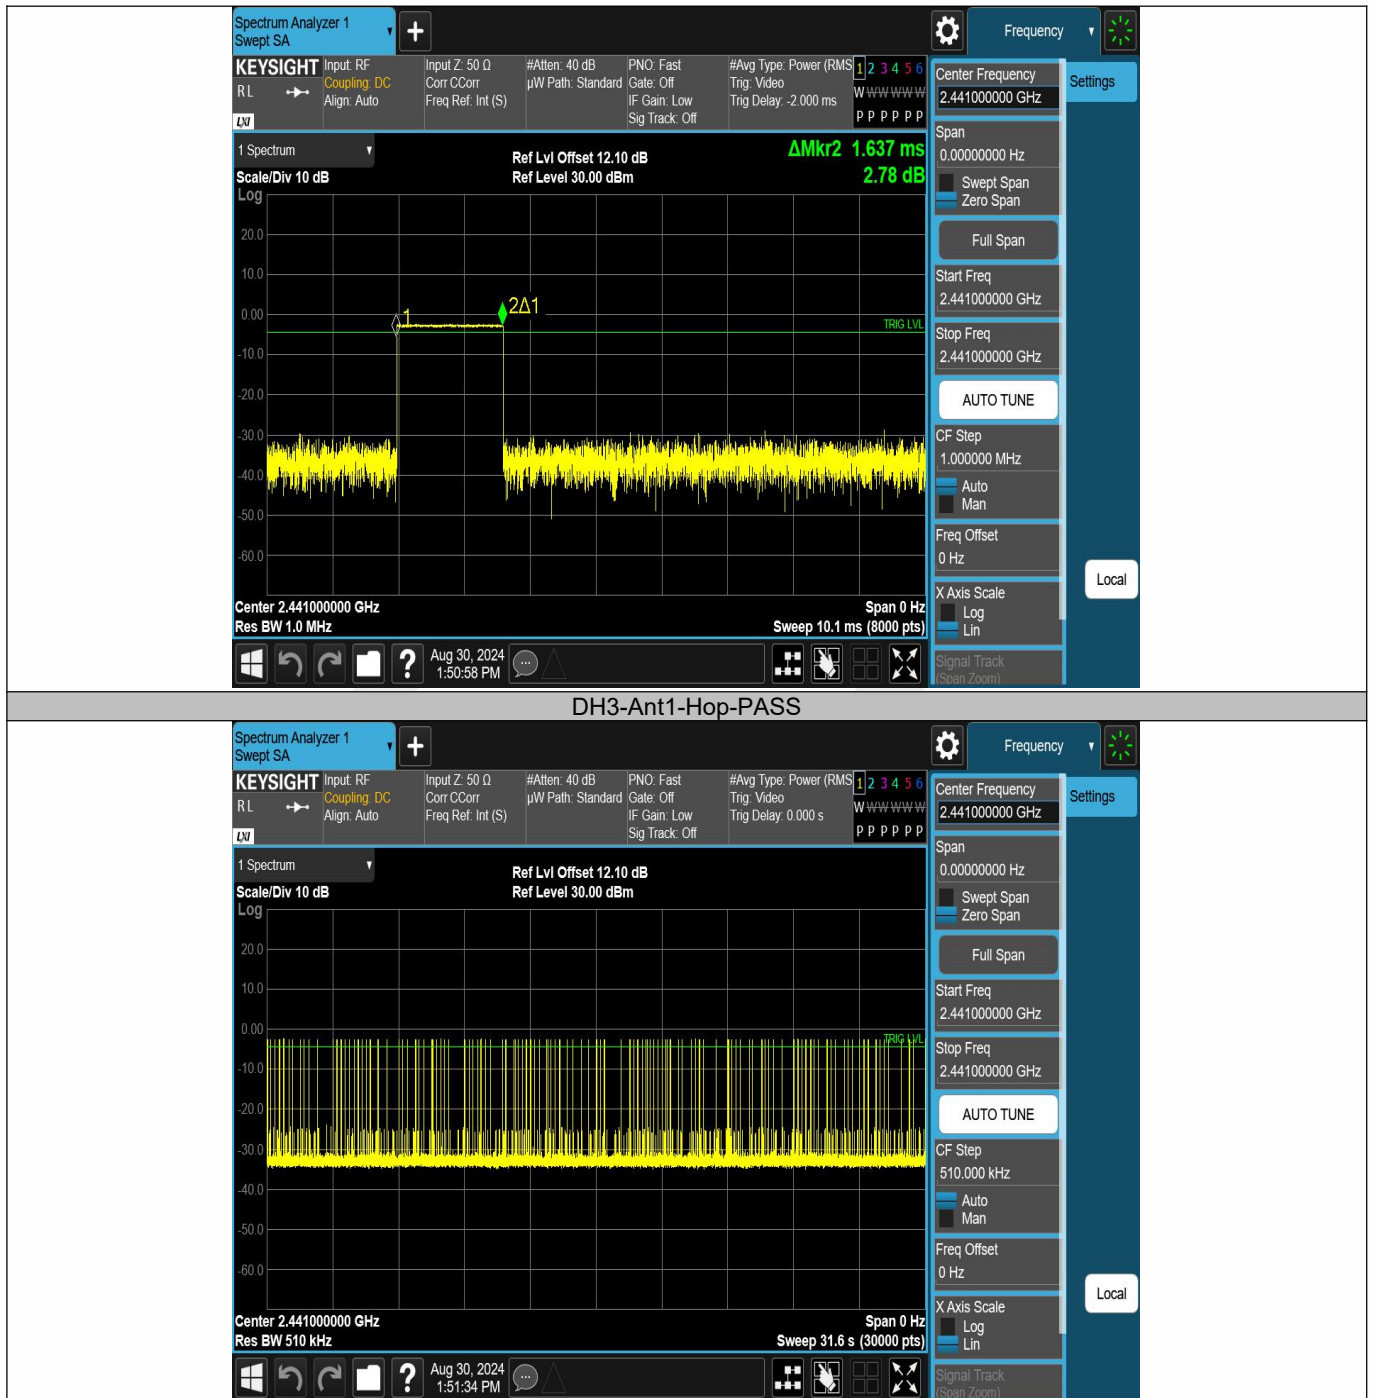 Spectrum Analyzer 1
Swept SA
Frequency
KEYSIGHT
RL
LXI
Input: RF
Coupling: DC
Align: Auto
Input Z: 50 Ω
Corr CCorr
Freq Ref: Int (S)
#Atten: 40 dB
µW Path: Standard
PNO: Fast
Gate: Off
IF Gain: Low
Sig Track: Off
#Avg Type: Power (RMS
Trig: Video
Trig Delay: -2.000 ms
1 2 3 4 5 6
W W W W W W
P P P P P P
Center Frequency
2.441000000 GHz
Settings
Span
0.00000000 Hz
Swept Span
Zero Span
Full Span
Start Freq
2.441000000 GHz
Stop Freq
2.441000000 GHz
AUTO TUNE
CF Step
1.000000 MHz
Auto
Man
Freq Offset
0 Hz
X Axis Scale
Log
Lin
Signal Track
(Span Zoom)
Local
1 Spectrum
Scale/Div 10 dB
Ref Lvl Offset 12.10 dB
Ref Level 30.00 dBm
ΔMkr2 1.637 ms
2.78 dB
Log
20.0
10.0
0.00
-10.0
-20.0
-30.0
-40.0
-50.0
-60.0
1
2Δ1
TRIG LVL
Center 2.441000000 GHz
Res BW 1.0 MHz
Span 0 Hz
Sweep 10.1 ms (8000 pts)
Aug 30, 2024
1:50:58 PM
DH3-Ant1-Hop-PASS
Spectrum Analyzer 1
Swept SA
Frequency
KEYSIGHT
RL
LXI
Input: RF
Coupling: DC
Align: Auto
Input Z: 50 Ω
Corr CCorr
Freq Ref: Int (S)
#Atten: 40 dB
µW Path: Standard
PNO: Fast
Gate: Off
IF Gain: Low
Sig Track: Off
#Avg Type: Power (RMS
Trig: Video
Trig Delay: 0.000 s
1 2 3 4 5 6
W W W W W W
P P P P P P
Center Frequency
2.441000000 GHz
Settings
Span
0.00000000 Hz
Swept Span
Zero Span
Full Span
Start Freq
2.441000000 GHz
Stop Freq
2.441000000 GHz
AUTO TUNE
CF Step
510.000 kHz
Auto
Man
Freq Offset
0 Hz
X Axis Scale
Log
Lin
Signal Track
(Span Zoom)
Local
1 Spectrum
Scale/Div 10 dB
Ref Lvl Offset 12.10 dB
Ref Level 30.00 dBm
Log
20.0
10.0
0.00
-10.0
-20.0
-30.0
-40.0
-50.0
-60.0
TRIG LVL
Center 2.441000000 GHz
Res BW 510 kHz
Span 0 Hz
Sweep 31.6 s (30000 pts)
Aug 30, 2024
1:51:34 PM